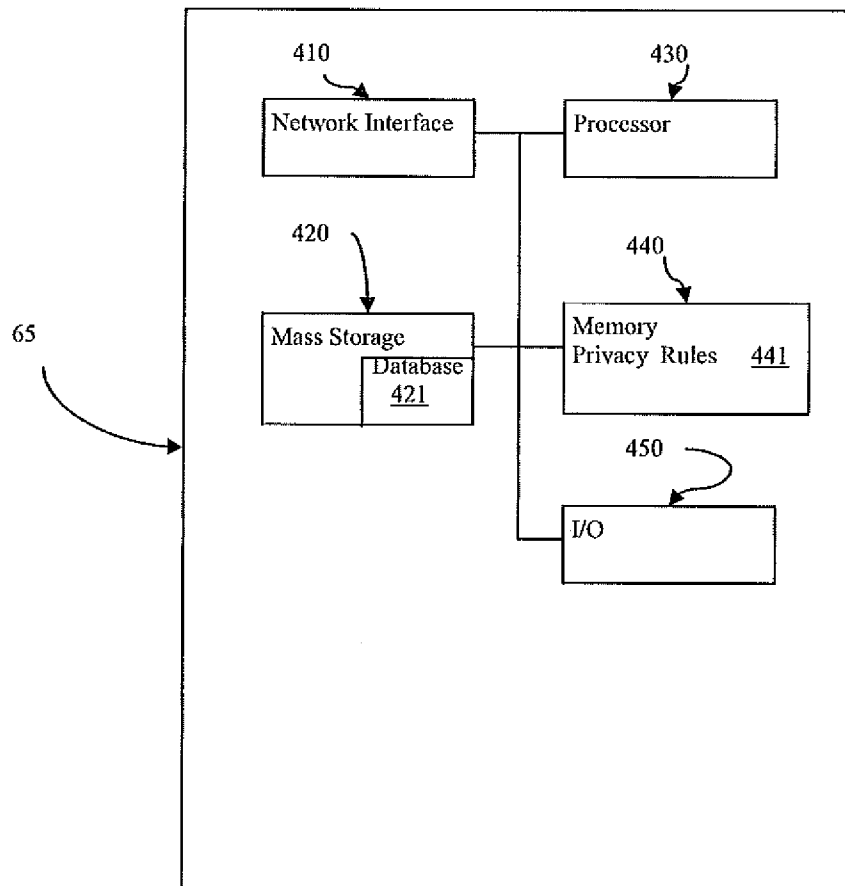 410
430
Network Interface
Processor
420
440
65
Mass Storage
Database
421
Memory
Privacy Rules 441
450
I/O